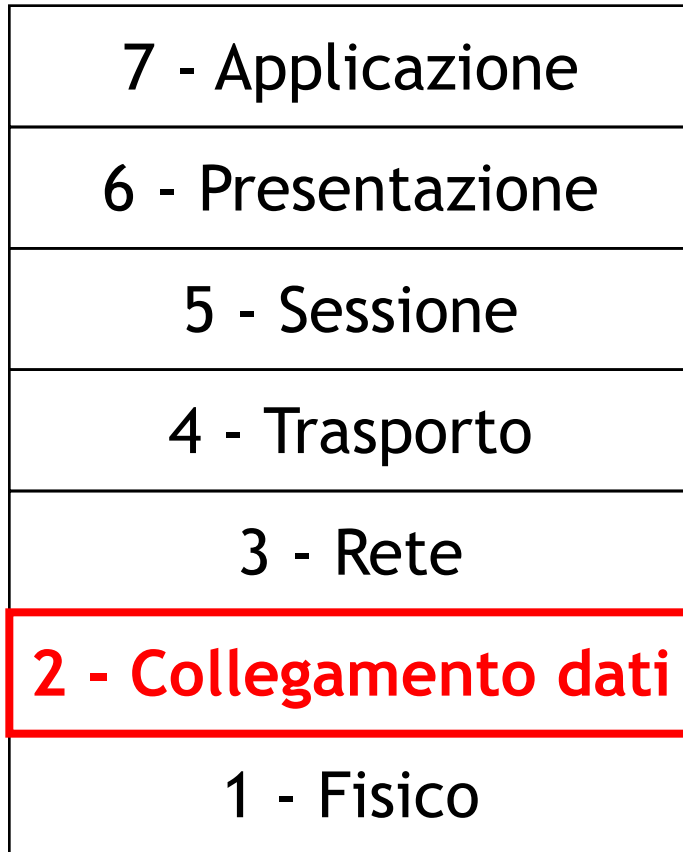 7 - Applicazione
6 - Presentazione
5 - Sessione
4 - Trasporto
3 - Rete
2 - Collegamento dati
1 - Fisico